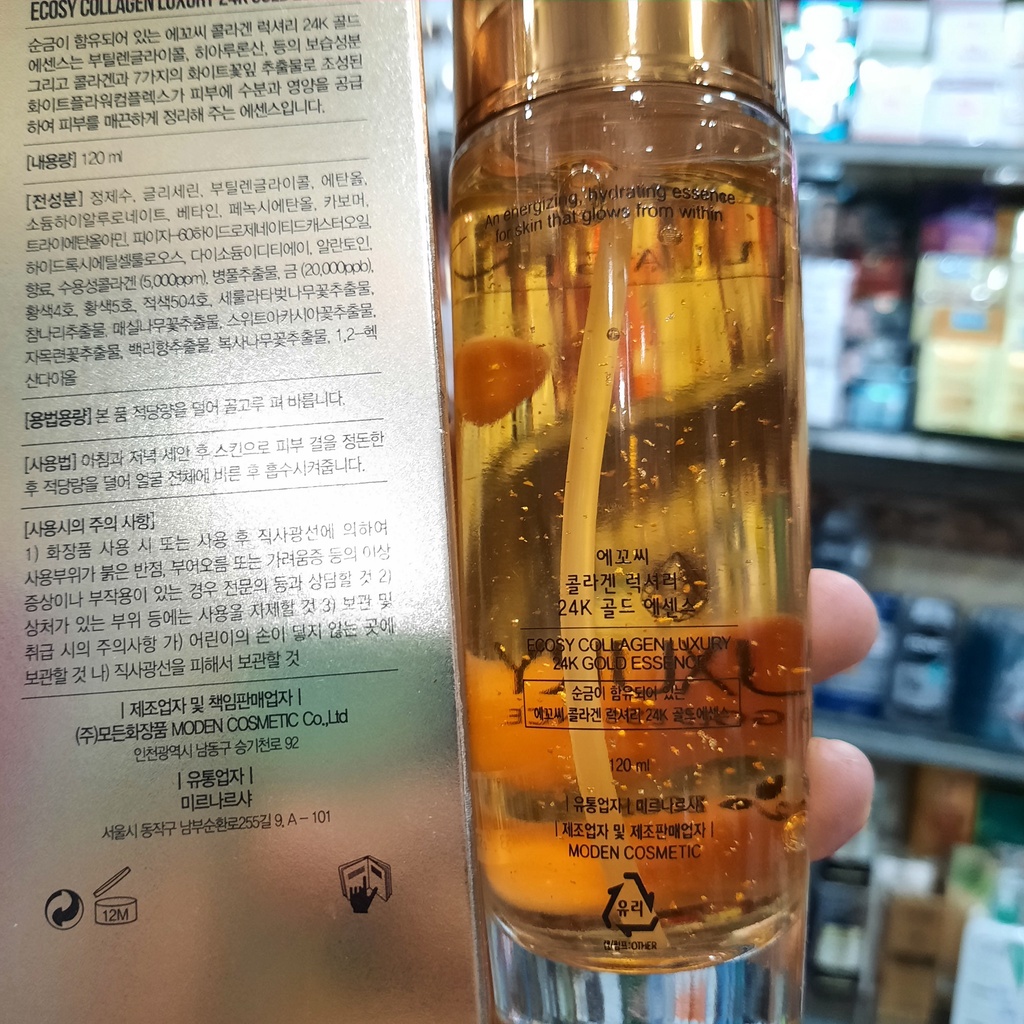 ECOSY COLLAGEN LUXURY 24K GOLD
순금이 함유되어 있는 에꼬씨 콜라겐 럭셔리 24K 골드
에센스는 부틸렌글라이콜, 히아루론산, 등의 보습성분
그리고 콜라겐과 7가지의 화이트꽃잎 추출물로 조성된
화이트플라워컴플렉스가 피부에 수분과 영양을 공급
하여 피부를 매끈하게 정리해 주는 에센스입니다.
[내용량] 120 ml
[전성분] 정제수, 글리세린, 부틸렌글라이콜, 에탄올,
소듐하이알루로네이트, 베타인, 페녹시에탄올, 카보머,
트라이에탄올아민, 파이지-60하이드로제네이티드캐스터오일,
하이드록시에틸셀룰로오스, 다이소듐이디티에이, 알란토인,
향료, 수용성콜라겐 (5,000ppm), 병풀추출물, 금 (20,000ppb),
황색4호, 황색5호, 적색504호, 세룰라타벚나무꽃추출물,
참나리추출물, 매실나무꽃추출물, 스위트아카시아꽃추출물,
자목련꽃추출물, 백리향추출물, 복사나무꽃추출물, 1,2-헥
산다이올
[용법용량] 본 품 적당량을 덜어 골고루 펴 바릅니다.
[사용법] 아침과 저녁 세안 후 스킨으로 피부 결을 정돈한
후 적당량을 덜어 얼굴 전체에 바른 후 흡수시켜줍니다.
[사용시의 주의 사항]
1) 화장품 사용 시 또는 사용 후 직사광선에 의하여
사용부위가 붉은 반점, 부어오름 또는 가려움증 등의 이상
증상이나 부작용이 있는 경우 전문의 등과 상담할 것 2)
상처가 있는 부위 등에는 사용을 자제할 것 3) 보관 및
취급 시의 주의사항 가) 어린이의 손이 닿지 않는 곳에
보관할 것 나) 직사광선을 피해서 보관할 것
| 제조업자 및 책임판매업자 |
(주)모든화장품 MODEN COSMETIC Co.,Ltd
인천광역시 남동구 승기천로 92
| 유통업자 |
미르나르샤
서울시 동작구 남부순환로255길 9, A - 101
12M
An energizing, hydrating essence
for skin that glows from within
에꼬씨
콜라겐 럭셔리
24K 골드 에센스
ECOSY COLLAGEN LUXURY
24K GOLD ESSENCE
순금이 함유되어 있는
에꼬씨 콜라겐 럭셔리 24K 골드에센스
120 ml
| 유통업자 | 미르나르샤
| 제조업자 및 제조판매업자 |
MODEN COSMETIC
유리
캡/펌프:OTHER